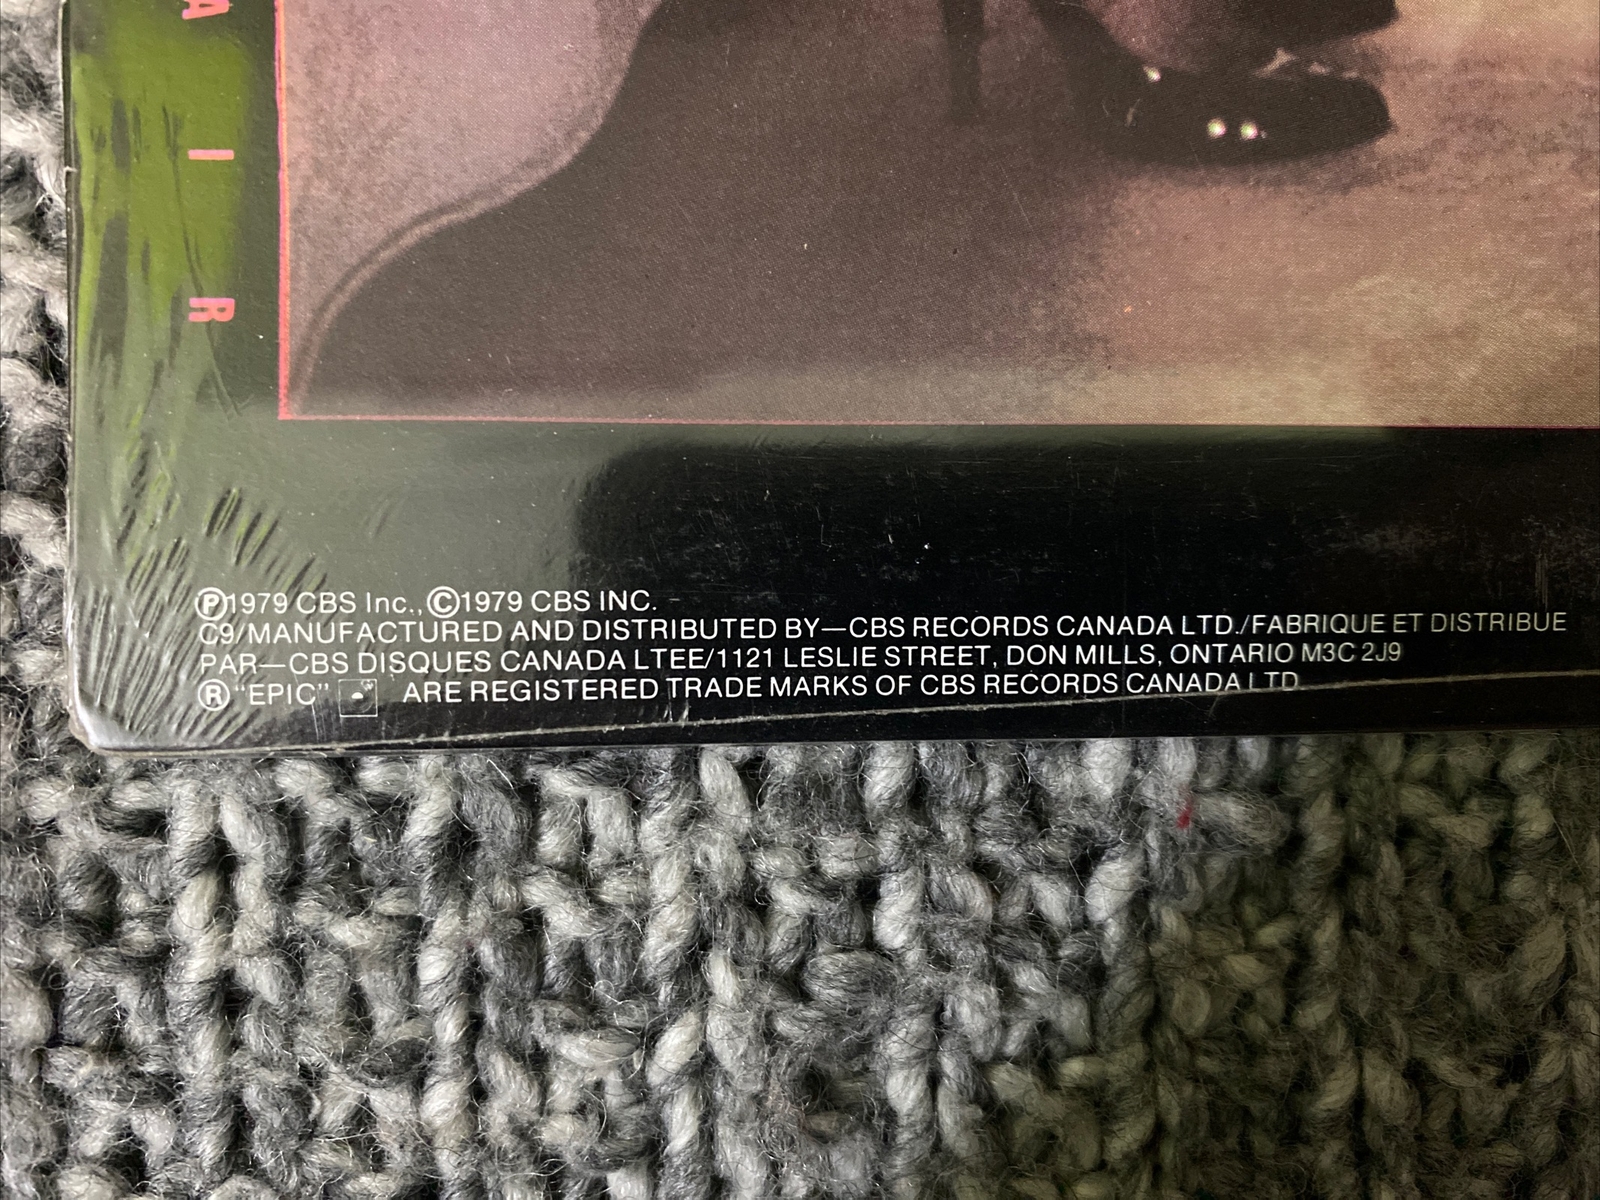 A
I
R
Ⓟ1979 CBS Inc., ©1979 CBS INC.
C9/MANUFACTURED AND DISTRIBUTED BY—CBS RECORDS CANADA LTD./FABRIQUE ET DISTRIBUE
PAR—CBS DISQUES CANADA LTEE/1121 LESLIE STREET, DON MILLS, ONTARIO M3C 2J9
® "EPIC" ARE REGISTERED TRADE MARKS OF CBS RECORDS CANADA LTD